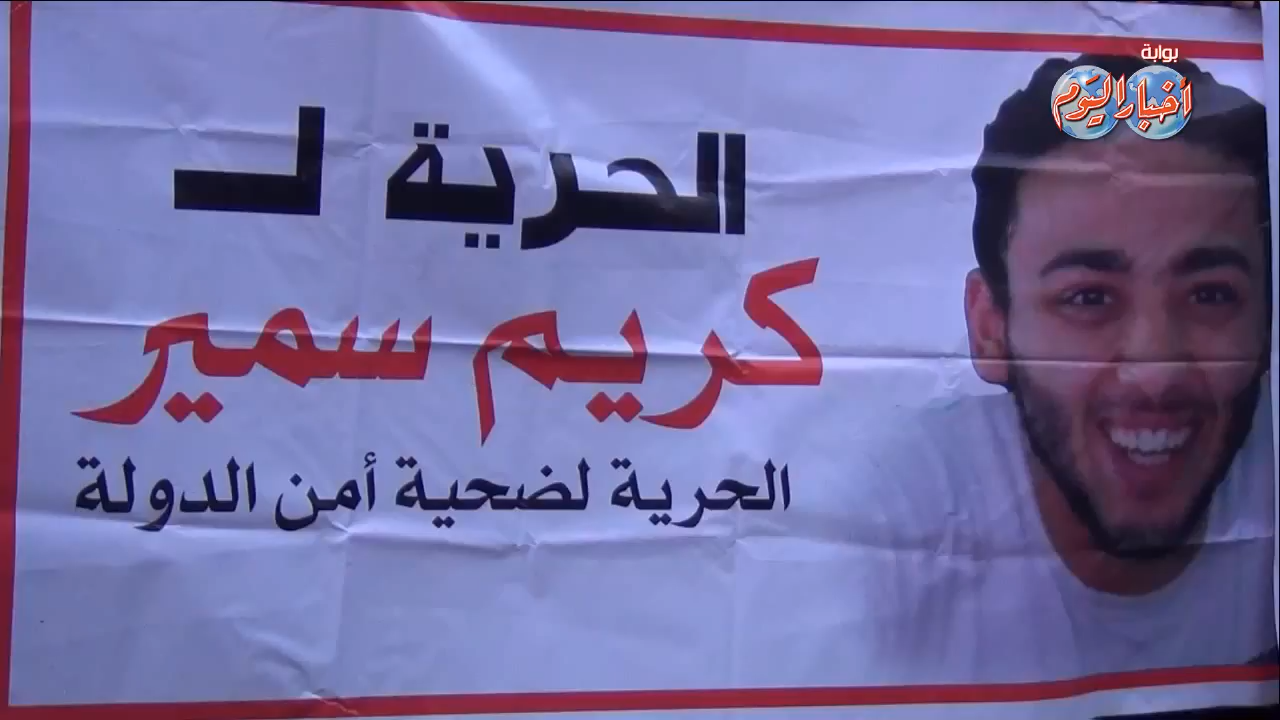 بوابة
أخبار اليوم
الحرية لـ
كريم سمير
الحرية لضحية أمن الدولة